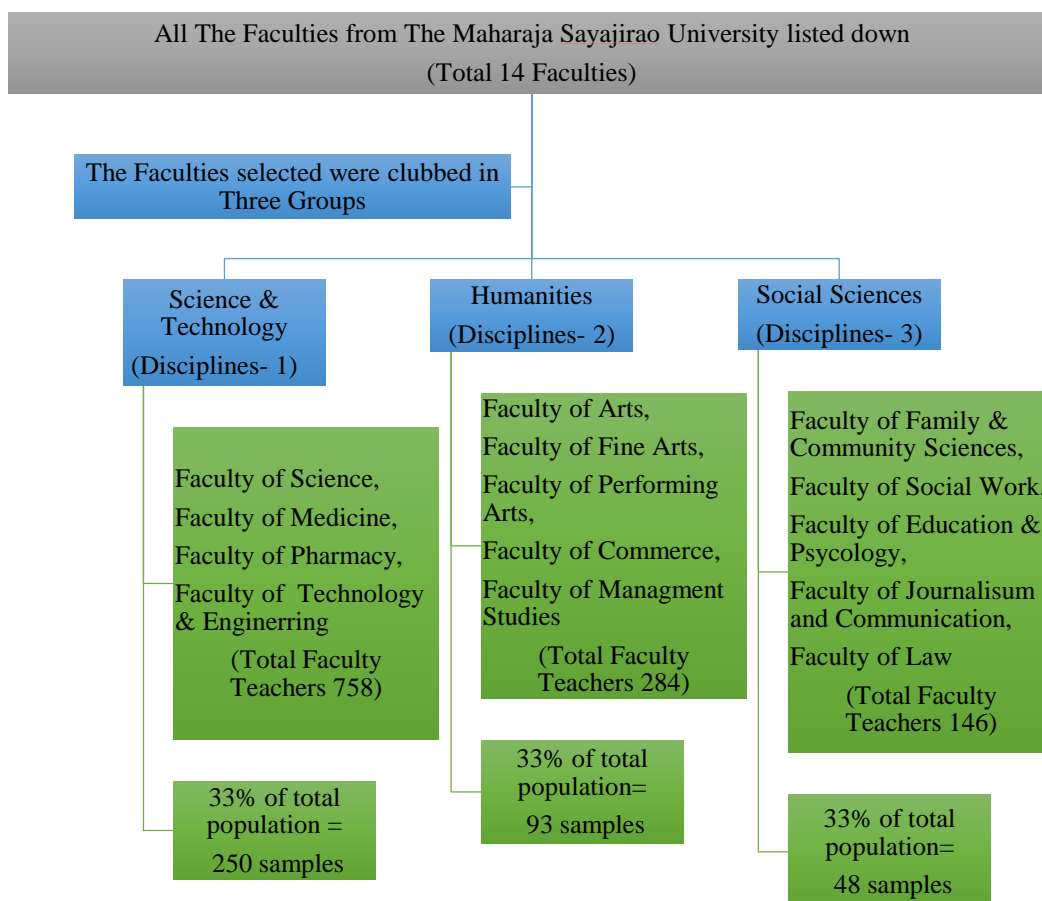 All The Faculties from The Maharaja Sayajirao University listed down
(Total 14 Faculties)
The Faculties selected were clubbed in
Three Groups
Science &
Technology
(Disciplines- 1)
Humanities
(Disciplines- 2)
Social Sciences
(Disciplines- 3)
Faculty of Science,
Faculty of Medicine,
Faculty of Pharmacy,
Faculty of Technology
& Enginerring
(Total Faculty
Teachers 758)
Faculty of Arts,
Faculty of Fine Arts,
Faculty of Performing
Arts,
Faculty of Commerce,
Faculty of Managment
Studies
(Total Faculty
Teachers 284)
Faculty of Family &
Community Sciences,
Faculty of Social Work,
Faculty of Education &
Psycology,
Faculty of Journalisum
and Communication,
Faculty of Law
(Total Faculty
Teachers 146)
33% of total
population =
250 samples
33% of total
population=
93 samples
33% of total
population=
48 samples